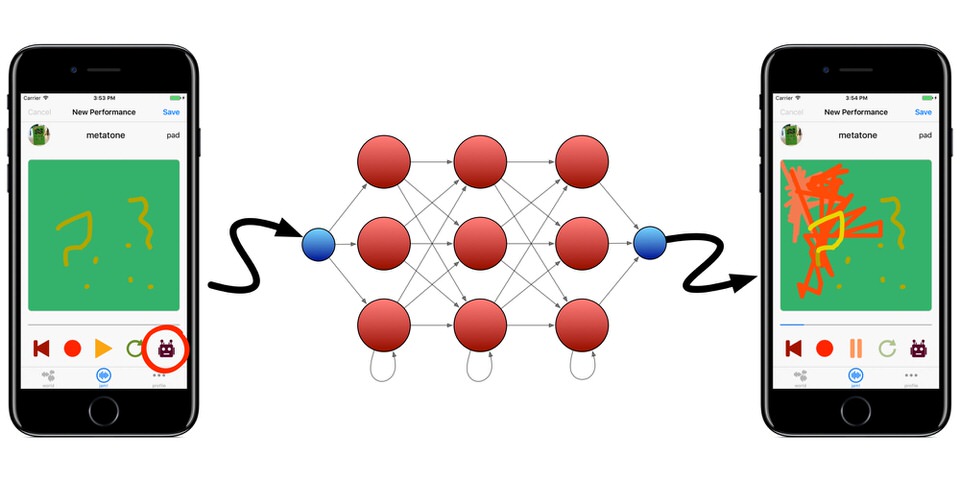 Carrier 3:53 PM
Cancel New Performance Save
metatone pad
world jam profile
Carrier 3:54 PM
Cancel New Performance Save
metatone pad
world jam profile